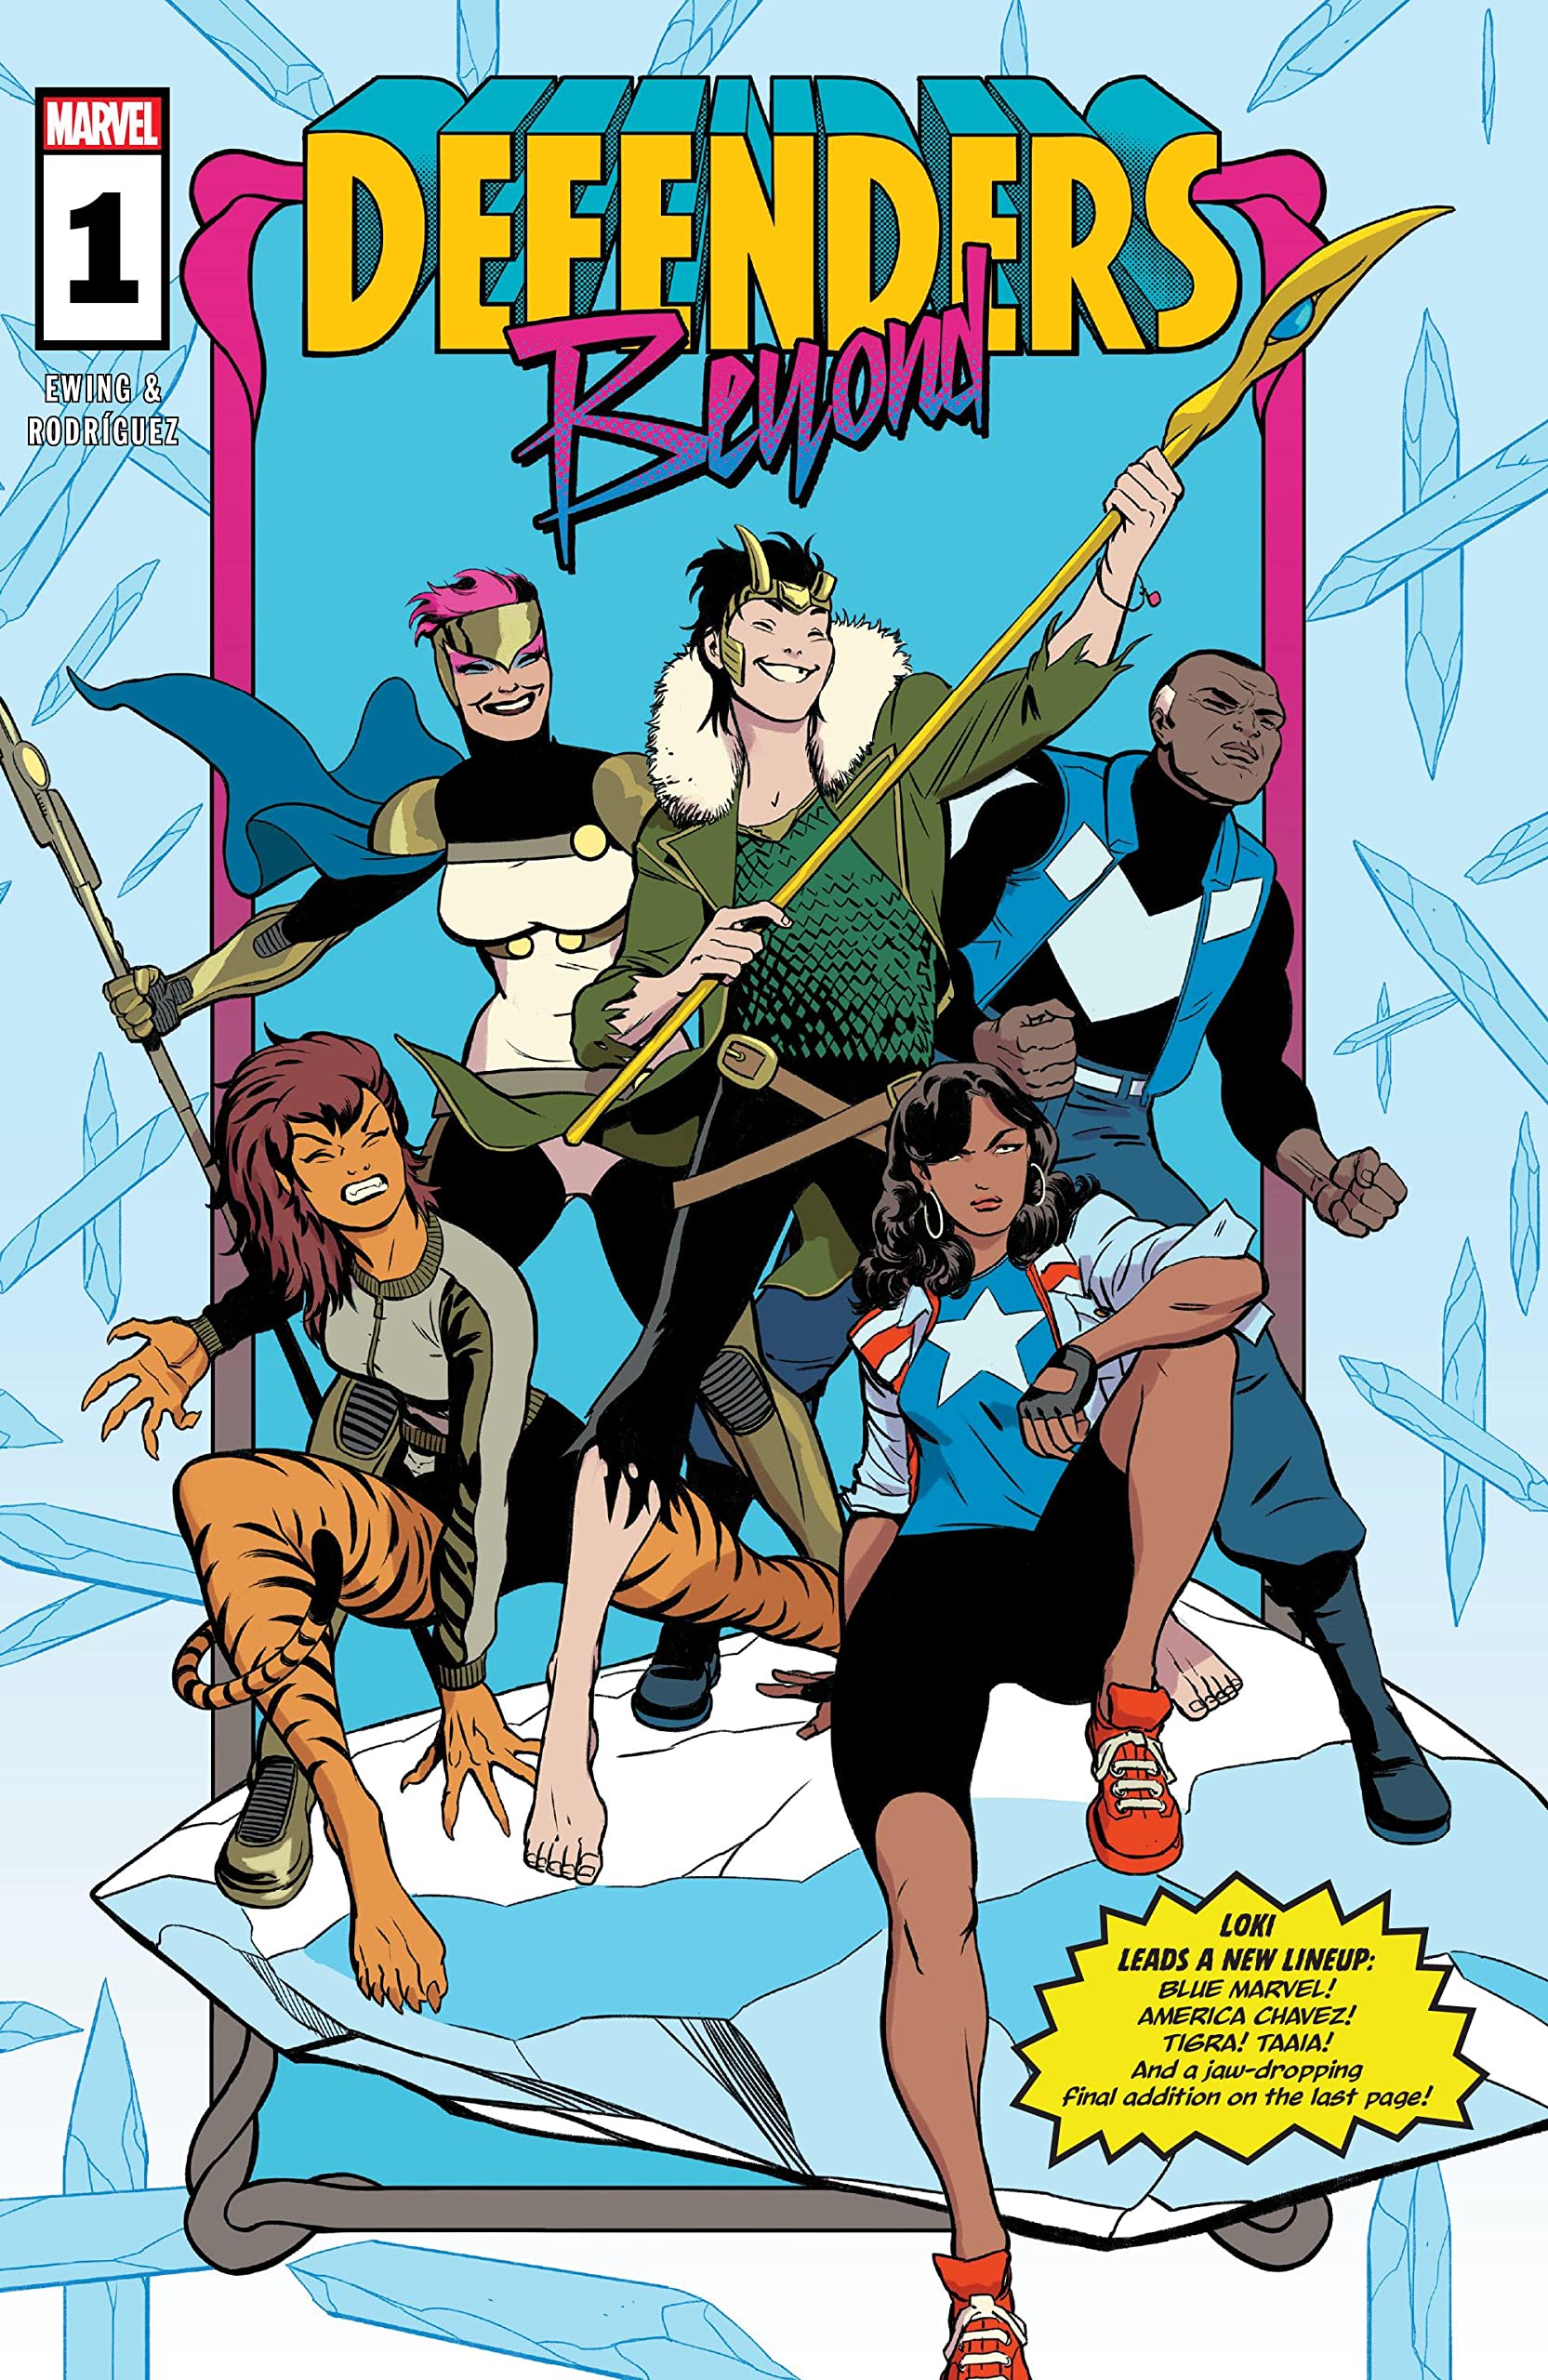 MARVEL
1
EWING &
RODRÍGUEZ
DEFENDERS
Beyond
LOKI
LEADS A NEW LINEUP:
BLUE MARVEL!
AMERICA CHAVEZ!
TIGRA! TAAIA!
And a jaw-dropping
final addition on the last page!